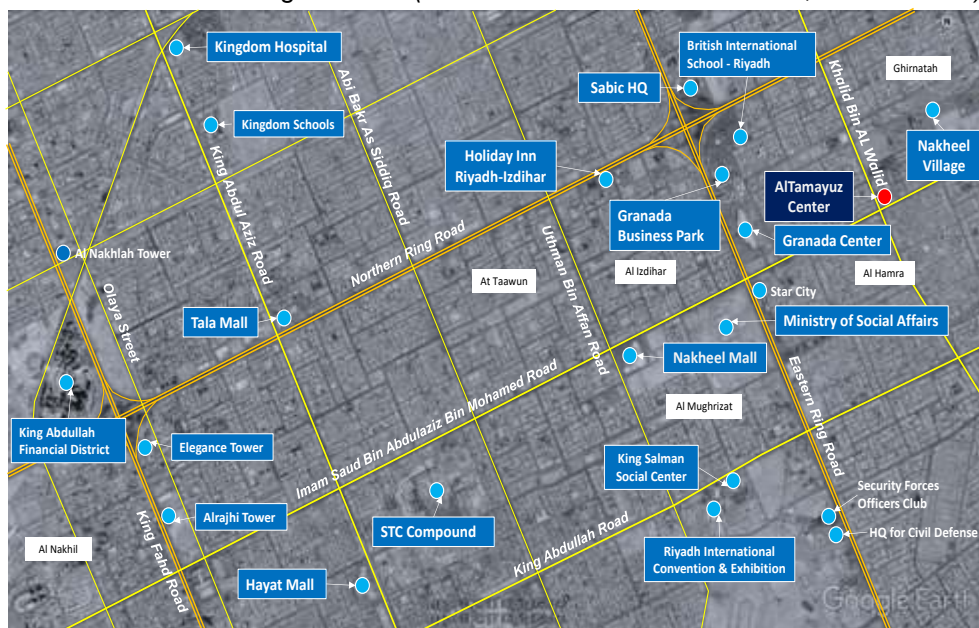 Kingdom Hospital
British International
School - Riyadh
Ghirnatah
Sabic HQ
Abi Bakr As Siddiq Road
Kholid Bin AL Walid
Kingdom Schools
Nakheel
Village
Holiday Inn
Riyadh-Izdihar
King Abdul Aziz Road
AlTamayuz
Center
Granada
Business Park
Granada Center
Al Nakhlah Tower
Northern Ring Road
Uthman Bin Affan Road
At Taawun
Al Izdihar
Al Hamra
Olaya Street
Star City
Tala Mall
Ministry of Social Affairs
Nakheel Mall
Eastern Ring Road
Imam Saud Bin Abdulaziz Bin Mohamed Road
Al Mughrizat
King Abdullah
Financial District
Elegance Tower
King Salman
Social Center
Security Forces
Officers Club
Alrajhi Tower
STC Compound
HQ for Civil Defense
Al Nakhil
King Fahd Road
King Abdullah Road
Riyadh International
Convention & Exhibition
Hayat Mall
Google Earth